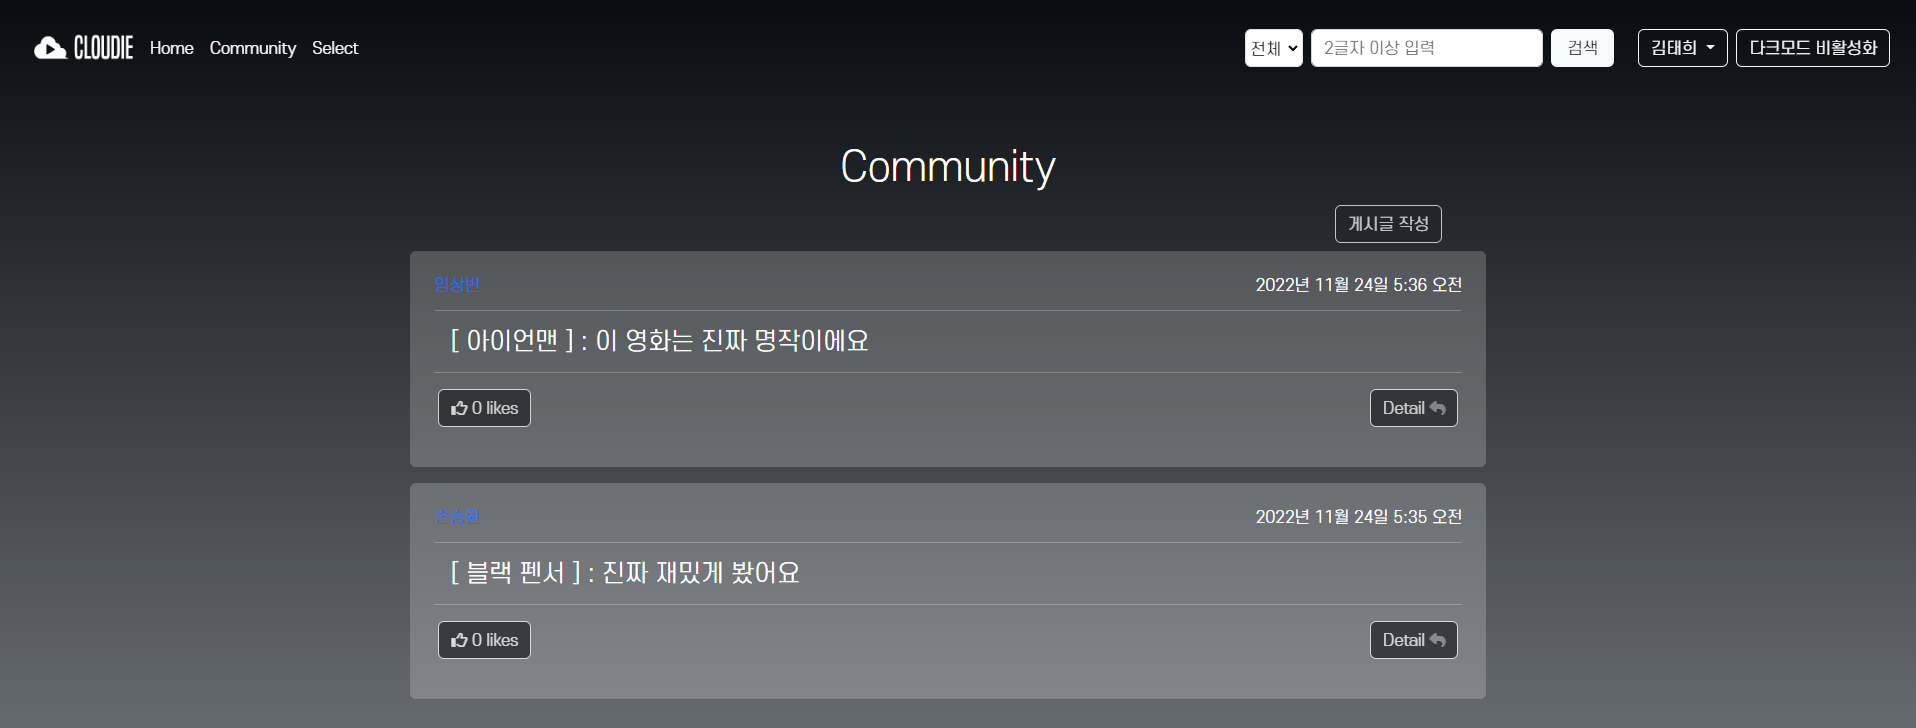 CLOUDIE Home Community Select 전체 2글자 이상 입력 검색 김태희 다크모드 비활성화
Community
게시글 작성
임상빈 2022년 11월 24일 5:36 오전
[ 아이언맨 ] : 이 영화는 진짜 명작이에요
0 likes Detail
손승환 2022년 11월 24일 5:35 오전
[ 블랙 펜서 ] : 진짜 재밌게 봤어요
0 likes Detail